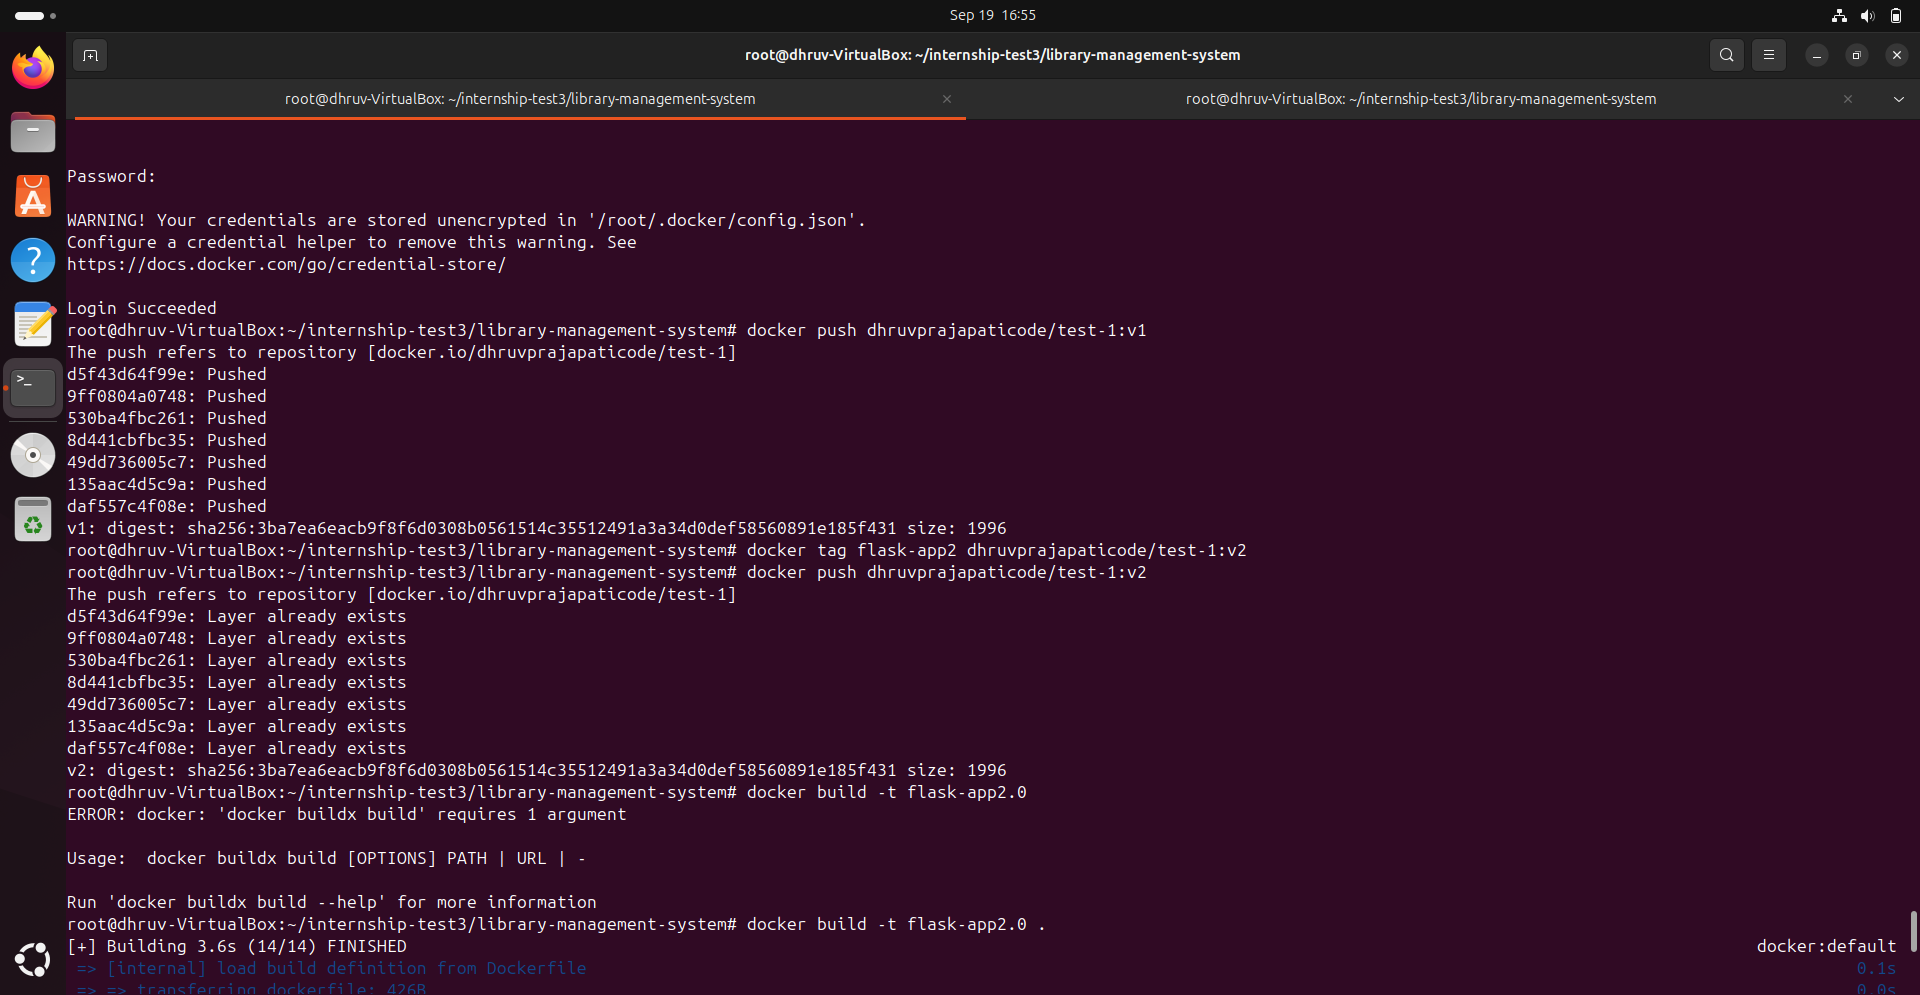 Sep 19 16:55
root@dhruv-VirtualBox: ~/internship-test3/library-management-system
root@dhruv-VirtualBox: ~/internship-test3/library-management-system
root@dhruv-VirtualBox: ~/internship-test3/library-management-system
Password:
WARNING! Your credentials are stored unencrypted in '/root/.docker/config.json'.
Configure a credential helper to remove this warning. See
https://docs.docker.com/go/credential-store/
Login Succeeded
root@dhruv-VirtualBox:~/internship-test3/library-management-system# docker push dhruvprajapaticode/test-1:v1
The push refers to repository [docker.io/dhruvprajapaticode/test-1]
d5f43d64f99e: Pushed
9ff0804a0748: Pushed
530ba4fbc261: Pushed
8d441cbfbc35: Pushed
49dd736005c7: Pushed
135aac4d5c9a: Pushed
daf557c4f08e: Pushed
v1: digest: sha256:3ba7ea6eacb9f8f6d0308b0561514c35512491a3a34d0def58560891e185f431 size: 1996
root@dhruv-VirtualBox:~/internship-test3/library-management-system# docker tag flask-app2 dhruvprajapaticode/test-1:v2
root@dhruv-VirtualBox:~/internship-test3/library-management-system# docker push dhruvprajapaticode/test-1:v2
The push refers to repository [docker.io/dhruvprajapaticode/test-1]
d5f43d64f99e: Layer already exists
9ff0804a0748: Layer already exists
530ba4fbc261: Layer already exists
8d441cbfbc35: Layer already exists
49dd736005c7: Layer already exists
135aac4d5c9a: Layer already exists
daf557c4f08e: Layer already exists
v2: digest: sha256:3ba7ea6eacb9f8f6d0308b0561514c35512491a3a34d0def58560891e185f431 size: 1996
root@dhruv-VirtualBox:~/internship-test3/library-management-system# docker build -t flask-app2.0
ERROR: docker: 'docker buildx build' requires 1 argument
Usage:  docker buildx build [OPTIONS] PATH | URL | -
Run 'docker buildx build --help' for more information
root@dhruv-VirtualBox:~/internship-test3/library-management-system# docker build -t flask-app2.0 .
[+] Building 3.6s (14/14) FINISHED docker:default
=> [internal] load build definition from Dockerfile 0.1s
=> => transferring dockerfile: 426B 0.0s